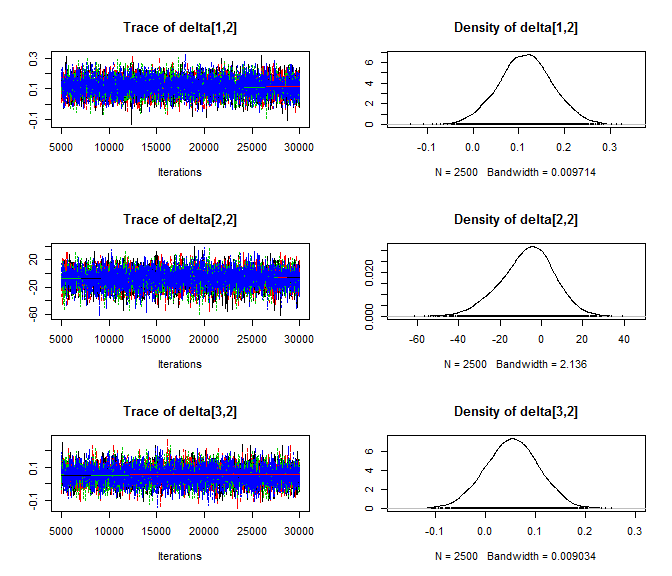 Trace of delta[1,2]
0.3
0.1
-0.1
5000 10000 15000 20000 25000 30000
Iterations
Density of delta[1,2]
6
4
2
0
-0.1 0.0 0.1 0.2 0.3
N = 2500 Bandwidth = 0.009714
Trace of delta[2,2]
20
-20
-60
5000 10000 15000 20000 25000 30000
Iterations
Density of delta[2,2]
0.020
0.000
-60 -40 -20 0 20 40
N = 2500 Bandwidth = 2.136
Trace of delta[3,2]
0.1
-0.1
5000 10000 15000 20000 25000 30000
Iterations
Density of delta[3,2]
6
4
2
0
-0.1 0.0 0.1 0.2 0.3
N = 2500 Bandwidth = 0.009034